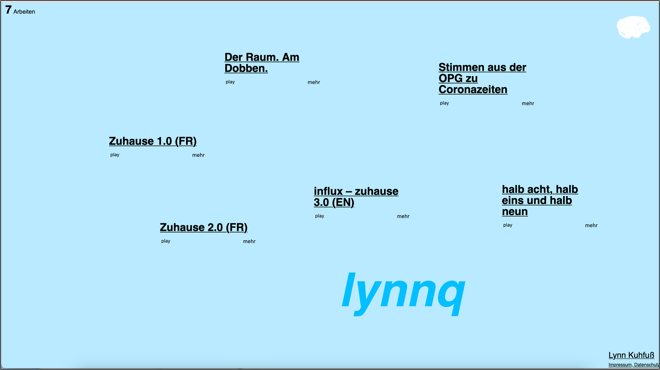 7 Arbeiten
Der Raum. Am
Dobben.
play mehr
Stimmen aus der
OPG zu
Coronazeiten
play mehr
Zuhause 1.0 (FR)
play mehr
influx – zuhause
3.0 (EN)
play mehr
halb acht, halb
eins und halb
neun
play mehr
Zuhause 2.0 (FR)
play mehr
lynnq
Lynn Kuhfuß
Impressum, Datenschutz